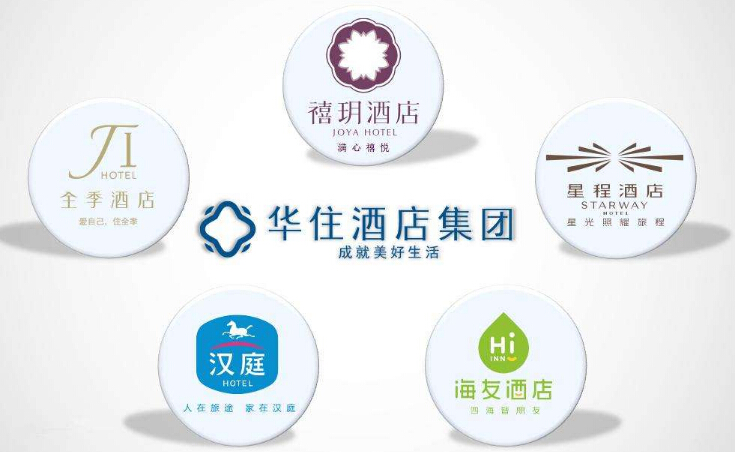 禧玥酒店
JOYA HOTEL
满心禧悦
JI
HOTEL
全季酒店
爱自己，住全季
星程酒店
STARWAY
HOTEL
星光照耀旅程
华住酒店集团
成就美好生活
汉庭
HOTEL
人在旅途 家在汉庭
Hi
INN
海友酒店
四海皆朋友